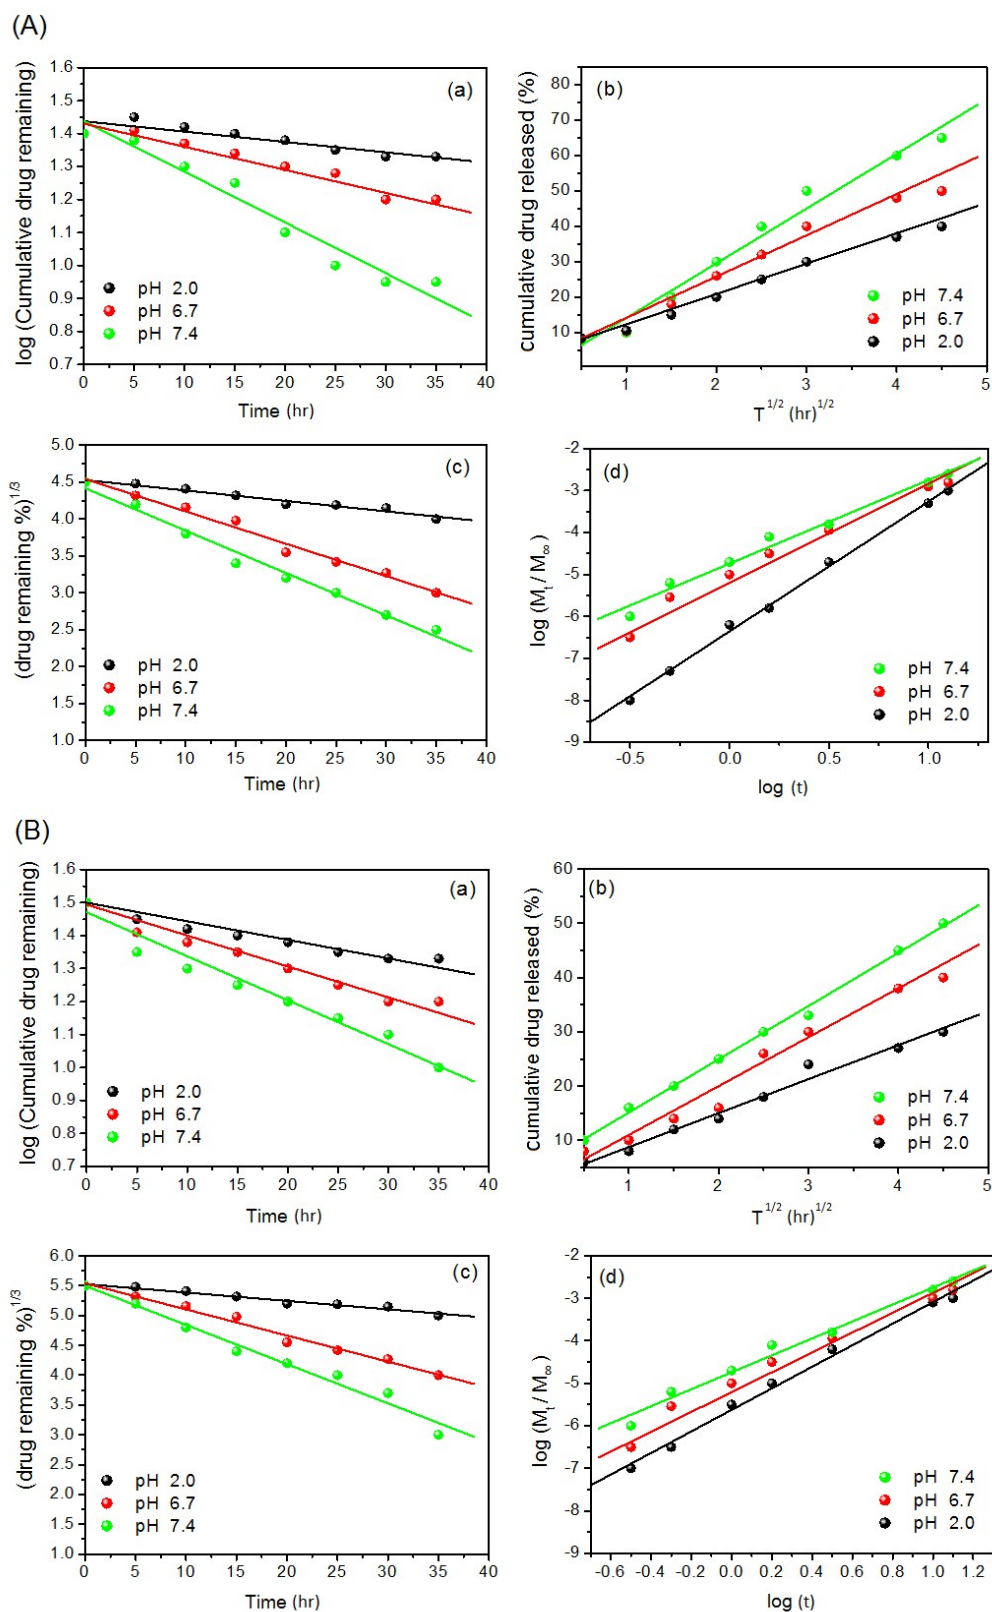 (A)
(a)
log (Cumulative drug remaining)
1.6
1.5
1.4
1.3
1.2
1.1
1.0
0.9
0.8
0.7
pH 2.0
pH 6.7
pH 7.4
0 5 10 15 20 25 30 35 40
Time (hr)
(b)
cumulative drug released (%)
80
70
60
50
40
30
20
10
pH 7.4
pH 6.7
pH 2.0
1 2 3 4 5
T^1/2 (hr)^1/2
(c)
(drug remaining %)^1/3
5.0
4.5
4.0
3.5
3.0
2.5
2.0
1.5
1.0
pH 2.0
pH 6.7
pH 7.4
0 5 10 15 20 25 30 35 40
Time (hr)
(d)
log (Mt / M∞)
-2
-3
-4
-5
-6
-7
-8
-9
pH 7.4
pH 6.7
pH 2.0
-0.5 0.0 0.5 1.0
log (t)
(B)
(a)
log (Cumulative drug remaining)
1.6
1.5
1.4
1.3
1.2
1.1
1.0
0.9
0.8
0.7
pH 2.0
pH 6.7
pH 7.4
0 5 10 15 20 25 30 35 40
Time (hr)
(b)
cumulative drug released (%)
60
50
40
30
20
10
pH 7.4
pH 6.7
pH 2.0
1 2 3 4 5
T^1/2 (hr)^1/2
(c)
(drug remaining %)^1/3
6.0
5.5
5.0
4.5
4.0
3.5
3.0
2.5
2.0
1.5
1.0
pH 2.0
pH 6.7
pH 7.4
0 5 10 15 20 25 30 35 40
Time (hr)
(d)
log (Mt / M∞)
-2
-3
-4
-5
-6
-7
-8
-9
pH 7.4
pH 6.7
pH 2.0
-0.6 -0.4 -0.2 0.0 0.2 0.4 0.6 0.8 1.0 1.2
log (t)